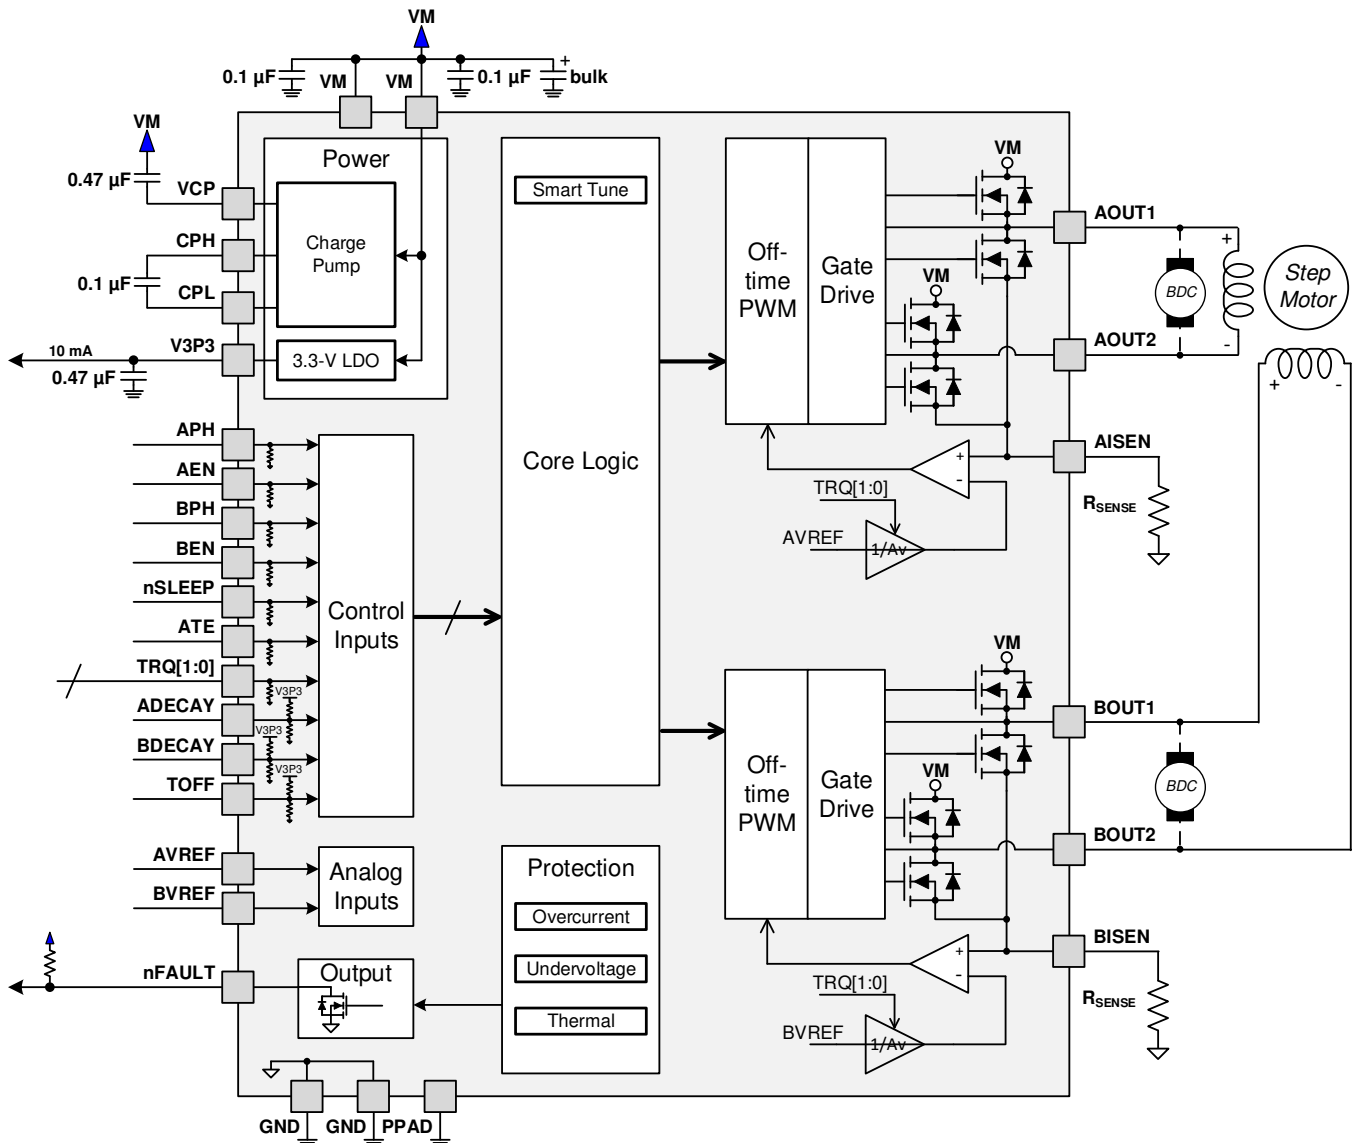 VM
0.1 µF
VM
VM
0.1 µF
+
bulk
VM
0.47 µF
VCP
CPH
0.1 µF
CPL
10 mA
V3P3
0.47 µF
Power
Charge
Pump
3.3-V LDO
APH
AEN
BPH
BEN
nSLEEP
ATE
TRQ[1:0]
V3P3
ADECAY
V3P3
BDECAY
V3P3
TOFF
Control
Inputs
AVREF
BVREF
Analog
Inputs
nFAULT
Output
GND
GND
PPAD
Smart Tune
Core Logic
Protection
Overcurrent
Undervoltage
Thermal
Off-
time
PWM
Gate
Drive
VM
VM
AOUT1
AOUT2
+
-
BDC
Step
Motor
+
-
+
-
AISEN
RSENSE
TRQ[1:0]
AVREF
1/Av
Off-
time
PWM
Gate
Drive
VM
VM
BOUT1
BDC
BOUT2
+
-
BISEN
RSENSE
TRQ[1:0]
BVREF
1/Av